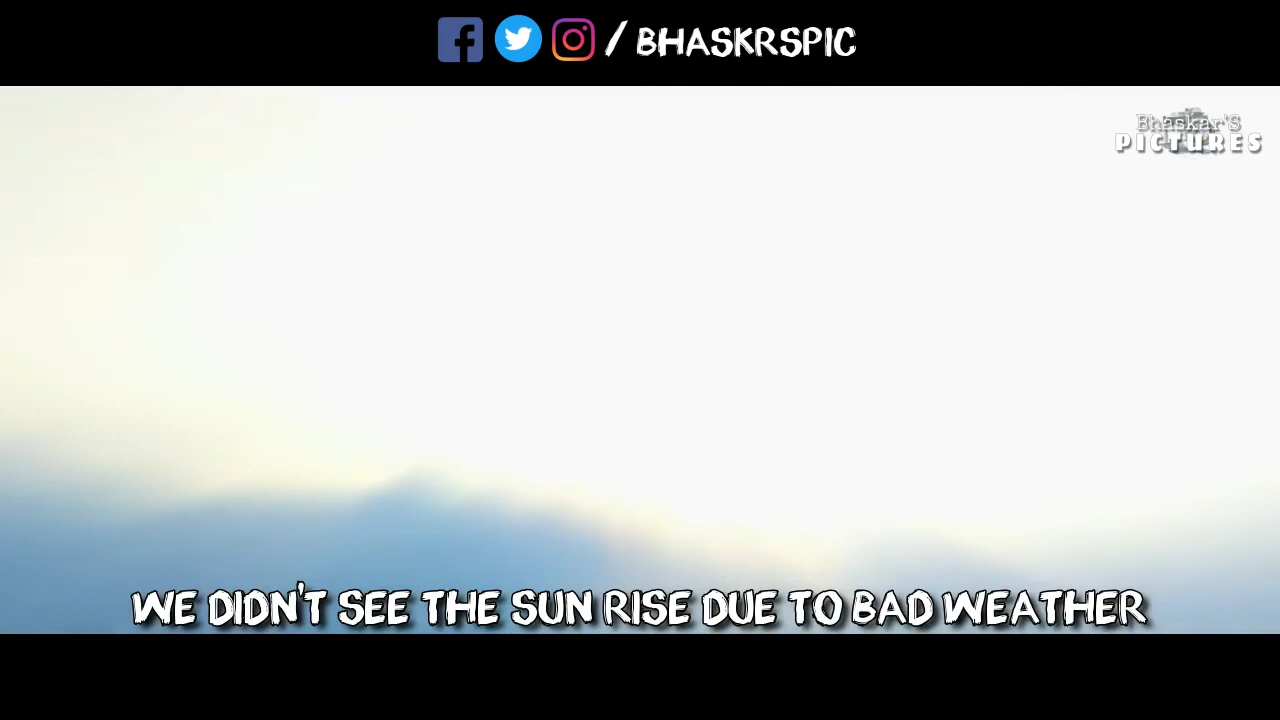 / BHASKRSPIC
Bhaskar'S
PICTURES
WE DIDN'T SEE THE SUN RISE DUE TO BAD WEATHER